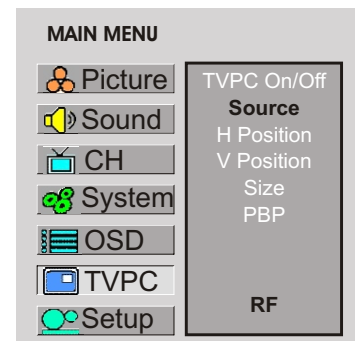 MAIN MENU
Picture
Sound
CH
System
OSD
TVPC
Setup
TVPC On/Off
Source
H Position
V Position
Size
PBP
RF